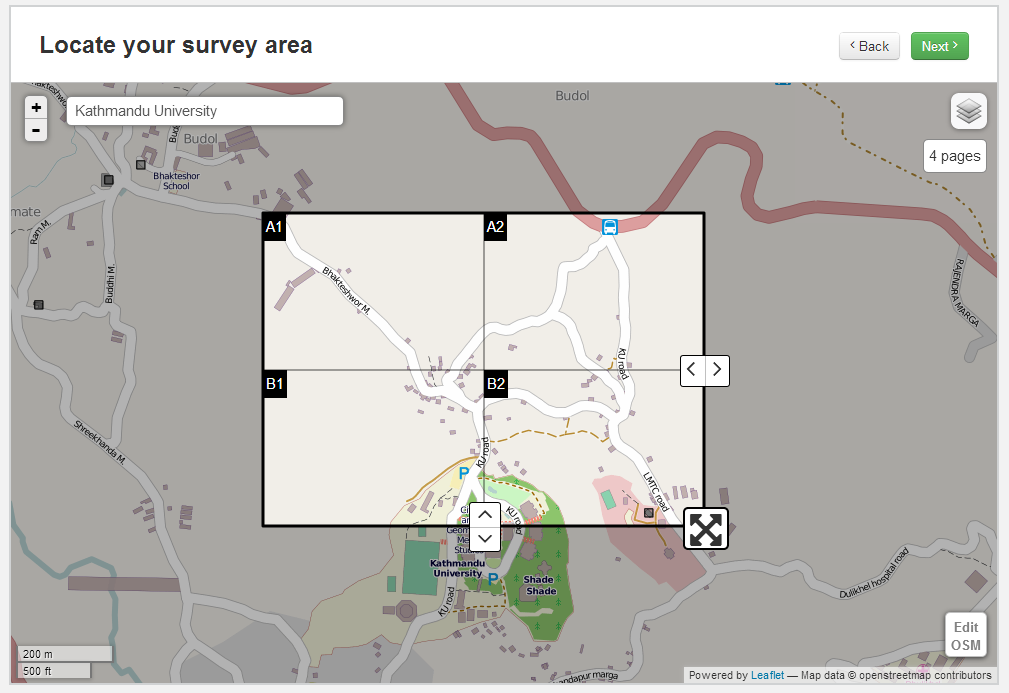 Locate your survey area
‹ Back
Next ›
+
-
Kathmandu University
Budol
Budol
4 pages
Bhakteshor
School
mate
Ram M.
Buddhi M.
A1
A2
Bhakteshwor M.
RAJENDRA MARGA
KU road
B1
B2
Shreekhanda M.
KU road
P
LMTC road
KU road
Kathmandu
University
P
Shade
Shade
KU road
Dulikhel hospital road
Edit
OSM
200 m
500 ft
Powered by Leaflet — Map data © openstreetmap contributors